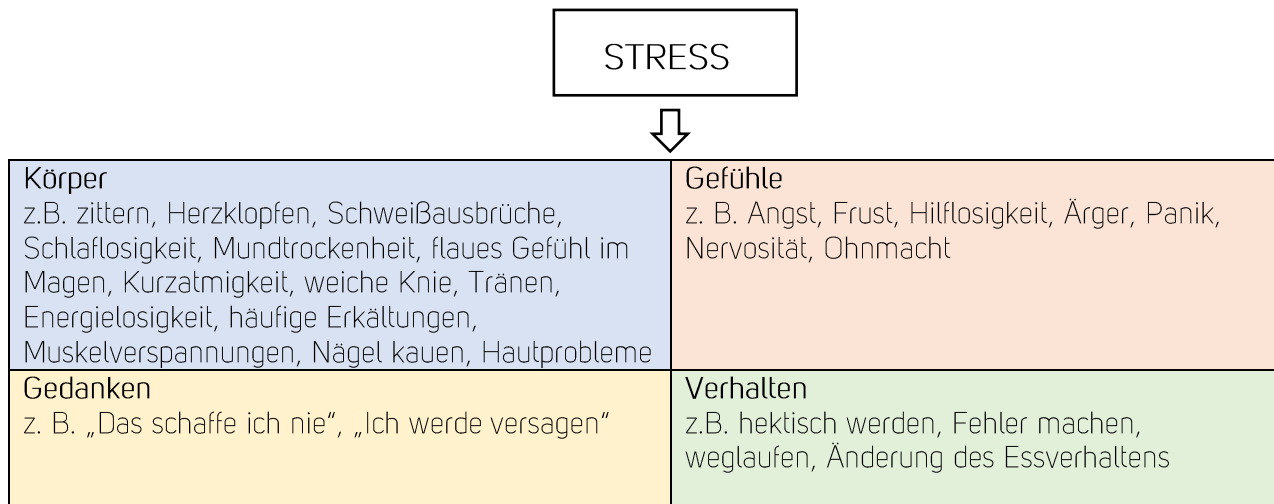 STRESS
Körper
z.B. zittern, Herzklopfen, Schweißausbrüche,
Schlaflosigkeit, Mundtrockenheit, flaues Gefühl im
Magen, Kurzatmigkeit, weiche Knie, Tränen,
Energielosigkeit, häufige Erkältungen,
Muskelverspannungen, Nägel kauen, Hautprobleme
Gefühle
z. B. Angst, Frust, Hilflosigkeit, Ärger, Panik,
Nervosität, Ohnmacht
Gedanken
z. B. „Das schaffe ich nie“, „Ich werde versagen“
Verhalten
z.B. hektisch werden, Fehler machen,
weglaufen, Änderung des Essverhaltens